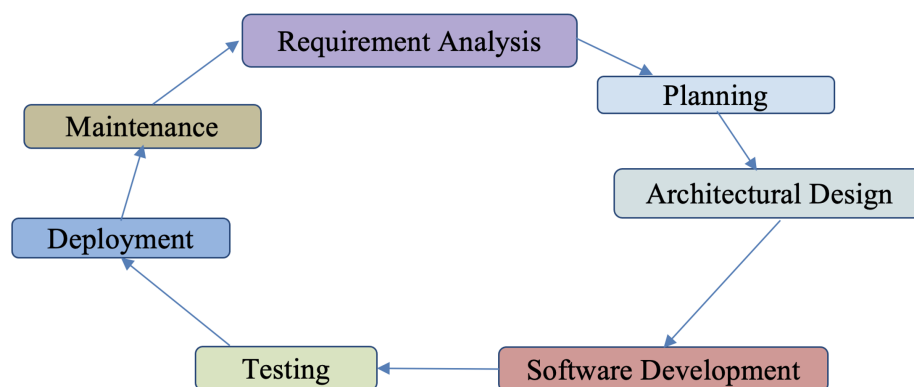 Requirement Analysis
Planning
Maintenance
Architectural Design
Deployment
Testing
Software Development